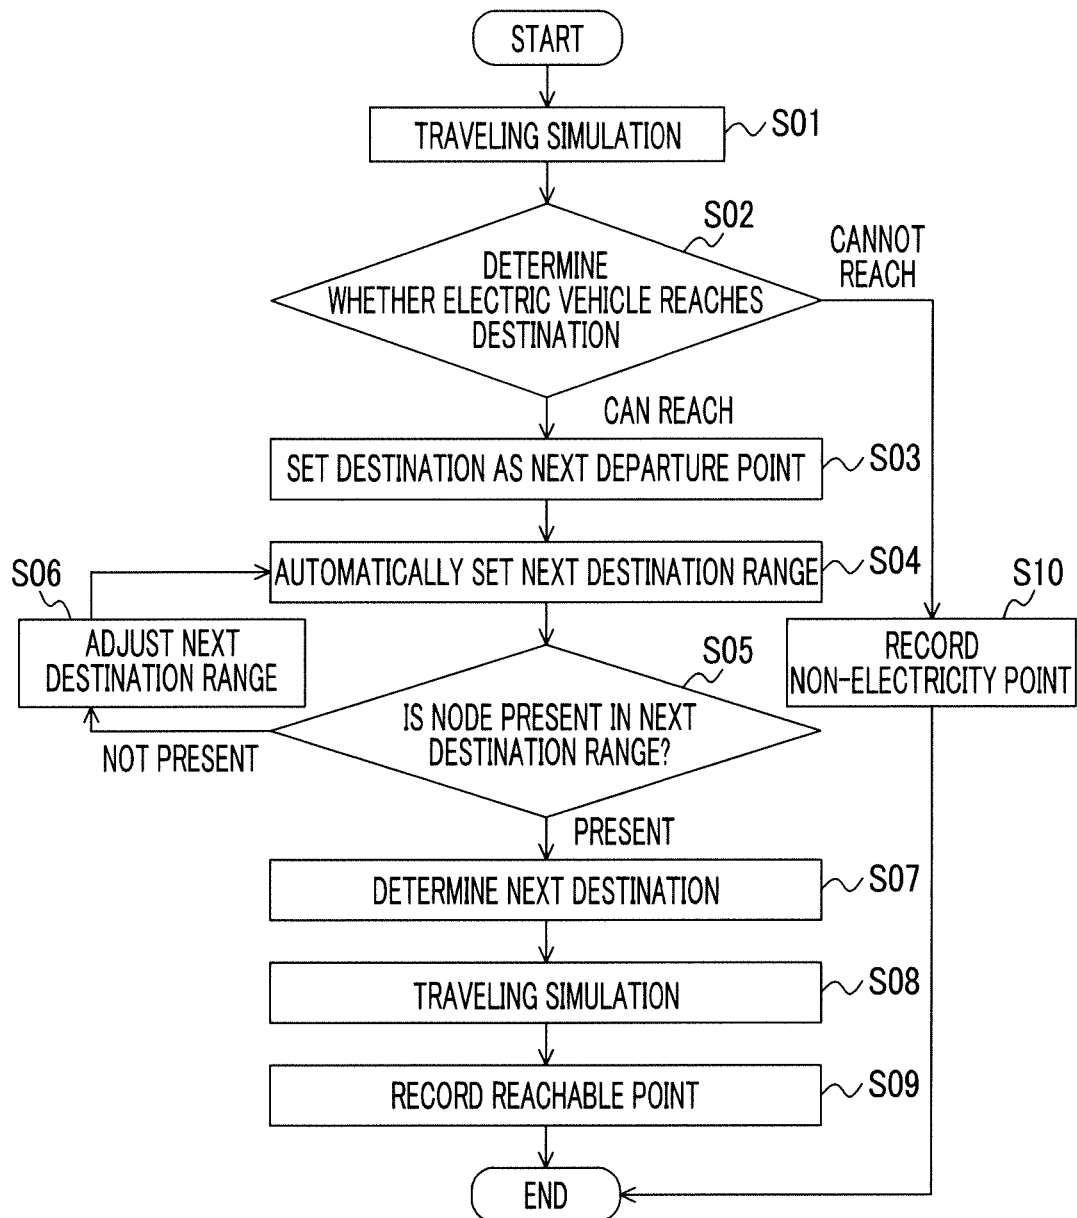 START
TRAVELING SIMULATION
S01
S02
DETERMINE
WHETHER ELECTRIC VEHICLE REACHES
DESTINATION
CANNOT
REACH
CAN REACH
SET DESTINATION AS NEXT DEPARTURE POINT
S03
AUTOMATICALLY SET NEXT DESTINATION RANGE
S04
S06
ADJUST NEXT
DESTINATION RANGE
S10
RECORD
NON-ELECTRICITY POINT
S05
IS NODE PRESENT IN NEXT
DESTINATION RANGE?
NOT PRESENT
PRESENT
DETERMINE NEXT DESTINATION
S07
TRAVELING SIMULATION
S08
RECORD REACHABLE POINT
S09
END